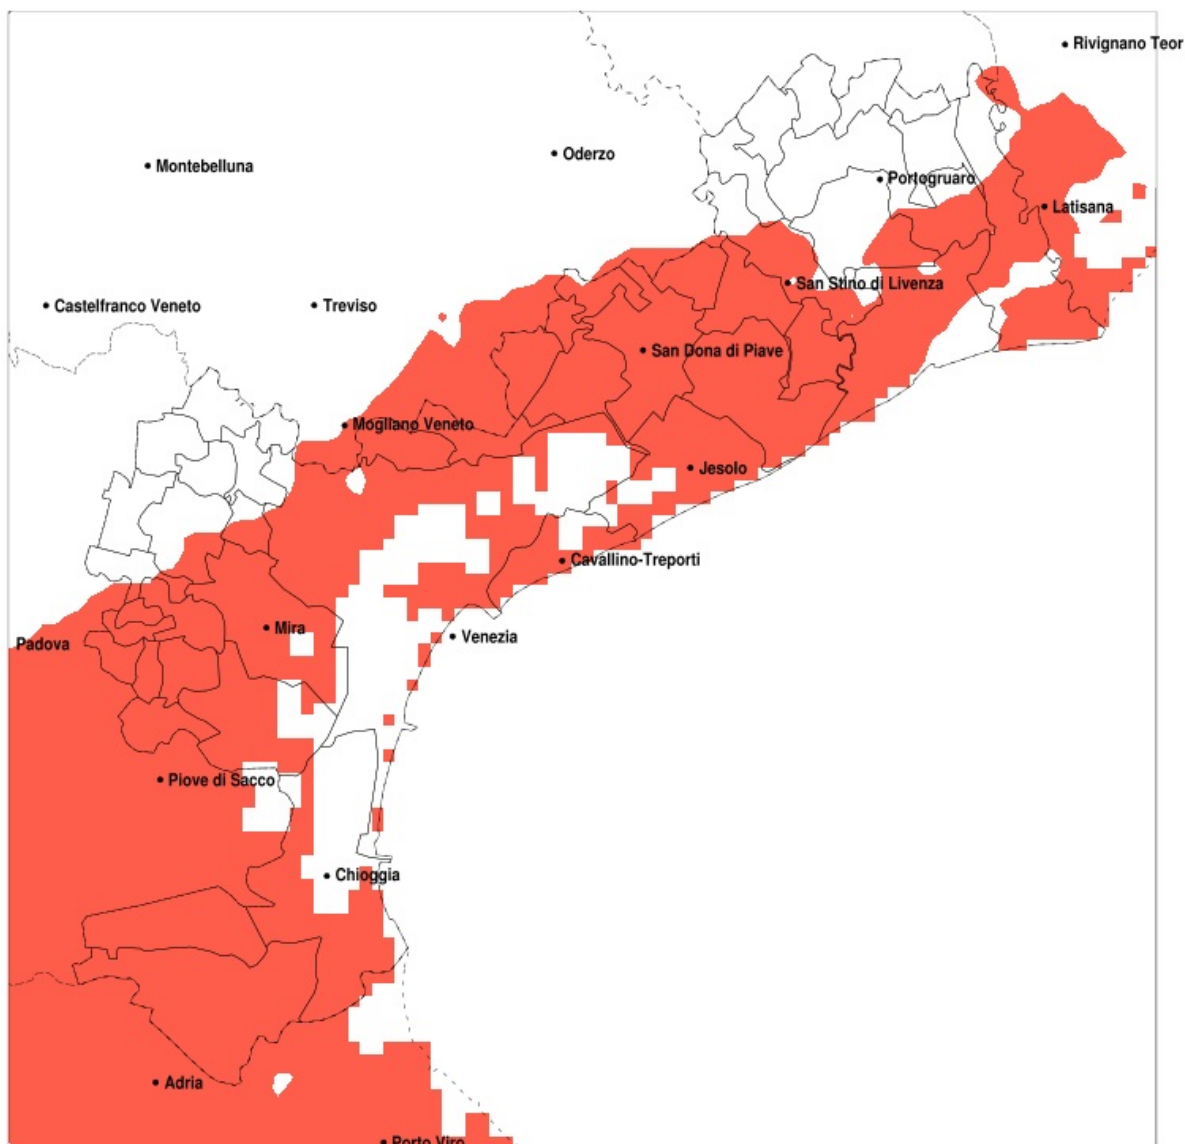 Rivignano Teor
Oderzo
Montebelluna
Portogruaro
Latisana
San Stino di Livenza
Castelfranco Veneto
Treviso
San Dona di Piave
Mogliano Veneto
Jesolo
Cavallino-Treporti
Mira
Venezia
Padova
Piove di Sacco
Chioggia
Adria
Porto Viro